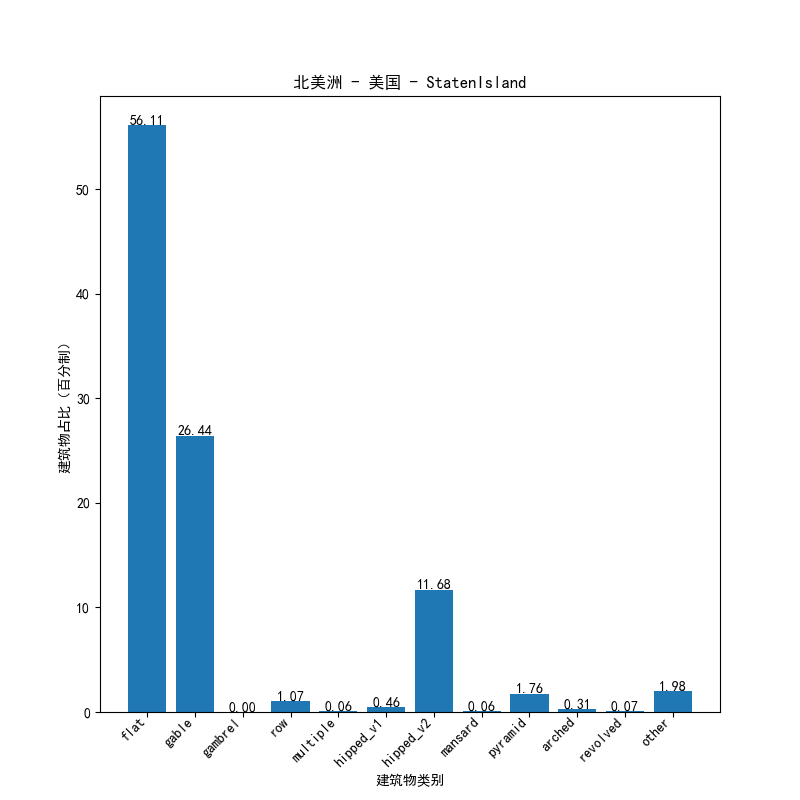 北美洲 - 美国 - StatenIsland
建筑物占比（百分制）
50
40
30
20
10
0
56.11
26.44
0.00
1.07
0.06
0.46
11.68
0.06
1.76
0.31
0.07
1.98
flat
gable
gambrel
row
multiple
hipped_v1
hipped_v2
mansard
pyramid
arched
revolved
other
建筑物类别